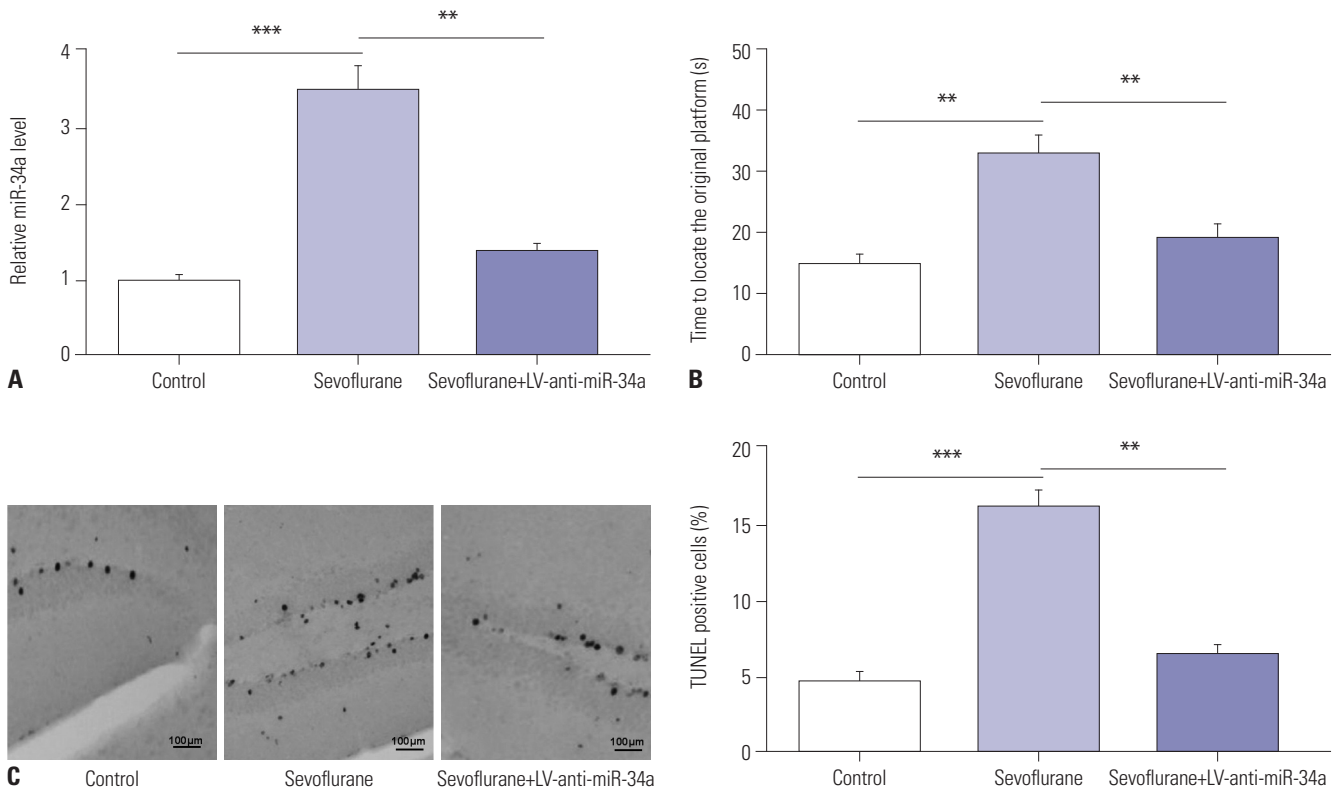 ***
**
4
3
2
1
0
Relative miR-34a level
Control
Sevoflurane
Sevoflurane+LV-anti-miR-34a
A
**
**
50
40
30
20
10
0
Time to locate the original platform (s)
Control
Sevoflurane
Sevoflurane+LV-anti-miR-34a
B
100μm
100μm
100μm
Control
Sevoflurane
Sevoflurane+LV-anti-miR-34a
C
***
**
20
15
10
5
0
TUNEL positive cells (%)
Control
Sevoflurane
Sevoflurane+LV-anti-miR-34a